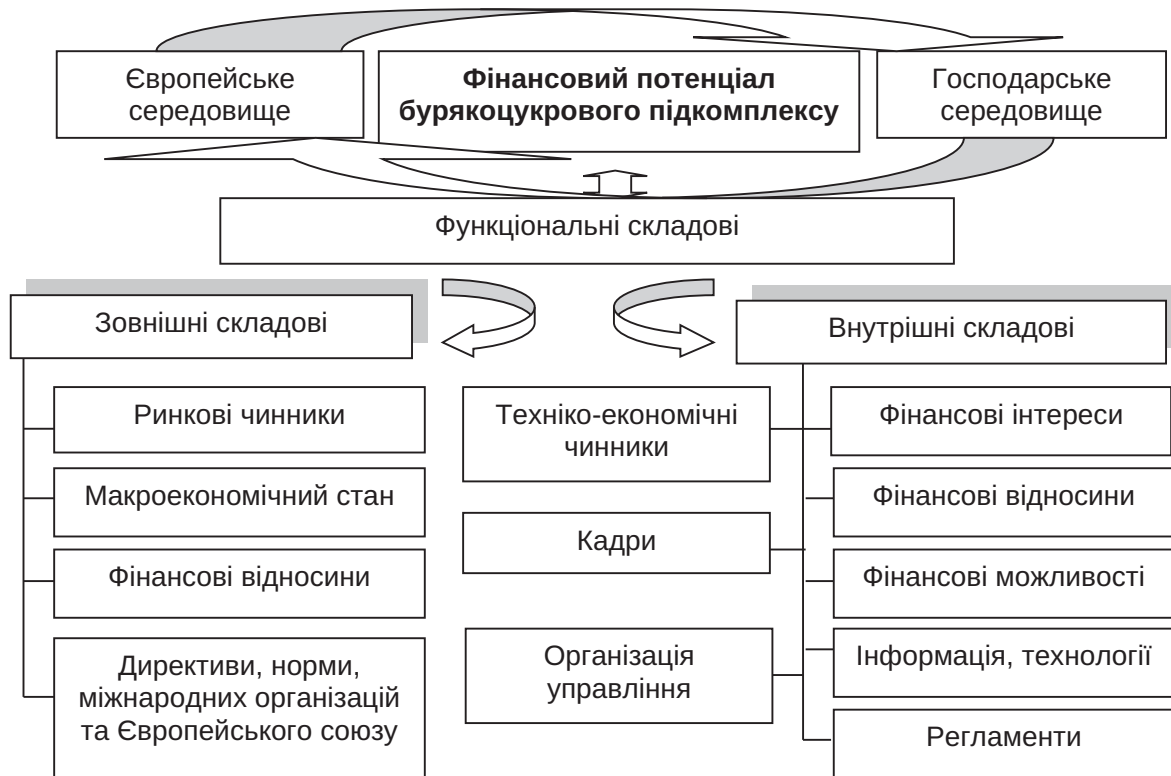 Європейське
середовище
Фінансовий потенціал
бурякоцукрового підкомплексу
Господарське
середовище
Функціональні складові
Зовнішні складові
Внутрішні складові
Ринкові чинники
Макроекономічний стан
Фінансові відносини
Директиви, норми,
міжнародних організацій
та Європейського союзу
Техніко-економічні
чинники
Кадри
Організація
управління
Фінансові інтереси
Фінансові відносини
Фінансові можливості
Інформація, технології
Регламенти